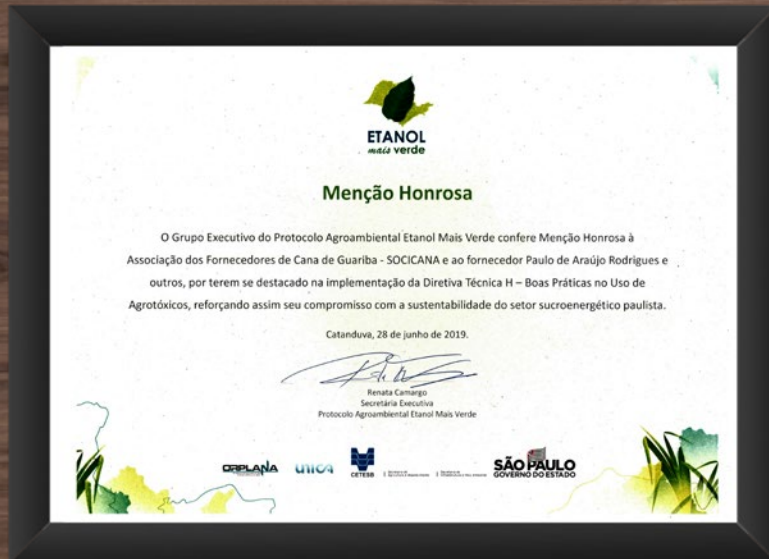 ETANOL
mais verde
Menção Honrosa
O Grupo Executivo do Protocolo Agroambiental Etanol Mais Verde confere Menção Honrosa à
Associação dos Fornecedores de Cana de Guariba - SOCICANA e ao fornecedor Paulo de Araújo Rodrigues e
outros, por terem se destacado na implementação da Diretiva Técnica H – Boas Práticas no Uso de
Agrotóxicos, reforçando assim seu compromisso com a sustentabilidade do setor sucroenergético paulista.
Catanduva, 28 de junho de 2019.
Renata Camargo
Secretária Executiva
Protocolo Agroambiental Etanol Mais Verde
ORPLANA
UNICA
CETESB
SÃO PAULO
GOVERNO DO ESTADO